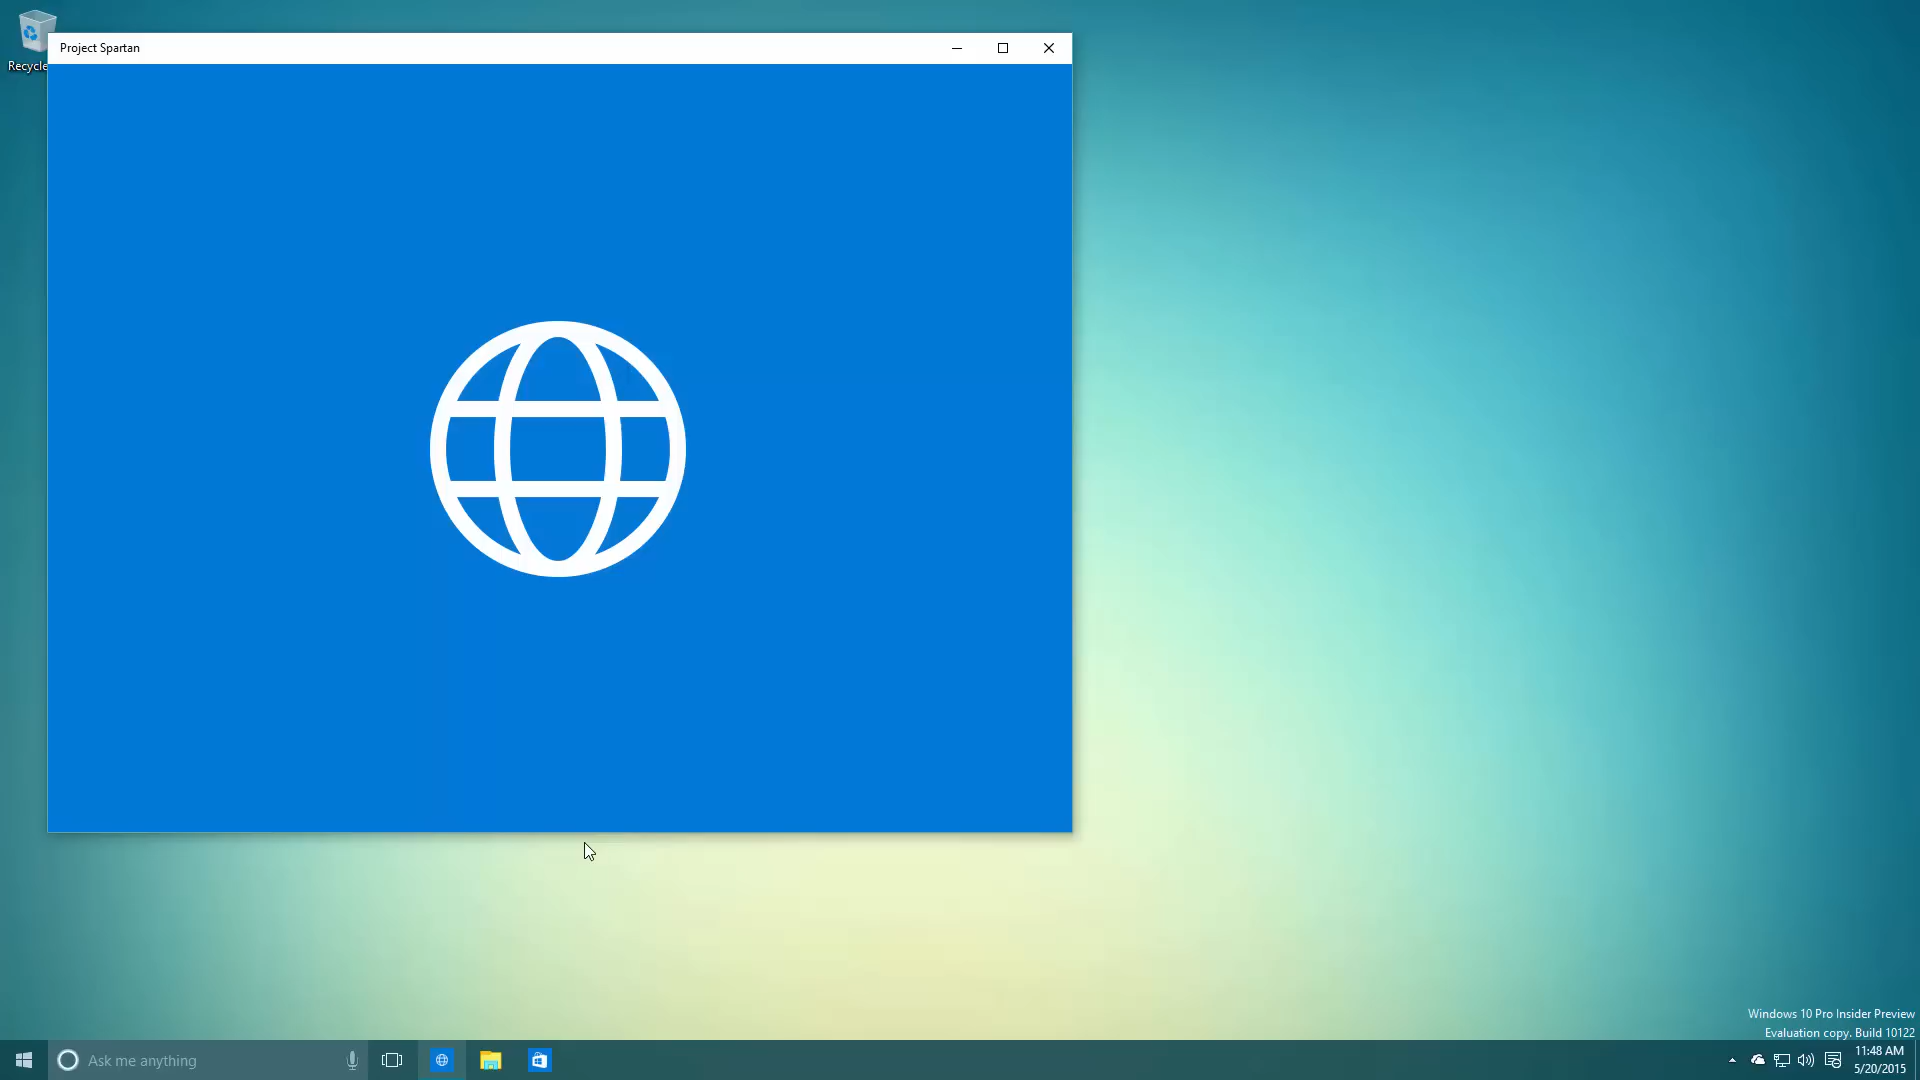 Project Spartan
Recycle
Windows 10 Pro Insider Preview
Evaluation copy. Build 10122
Ask me anything
11:48 AM
5/20/2015